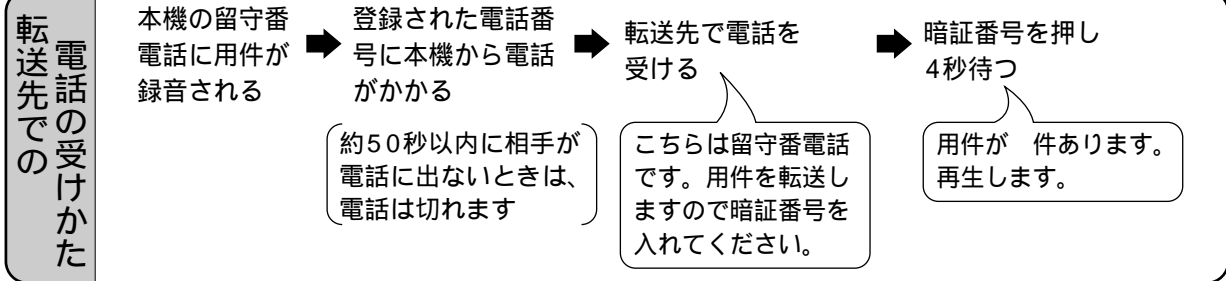 転送先での
電話の受けかた
本機の留守番
電話に用件が
録音される
登録された電話番
号に本機から電話
がかかる
約50秒以内に相手が
電話に出ないときは、
電話は切れます
転送先で電話を
受ける
こちらは留守番電話
です。用件を転送し
ますので暗証番号を
入れてください。
暗証番号を押し
4秒待つ
用件が　件あります。
再生します。